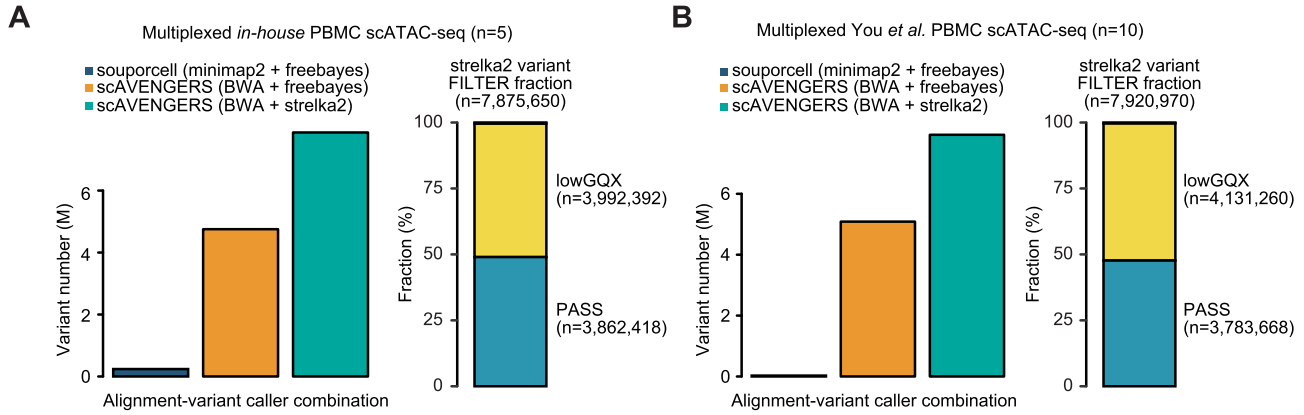 A
Multiplexed in-house PBMC scATAC-seq (n=5)
souporcell (minimap2 + freebayes)
scAVENGERS (BWA + freebayes)
scAVENGERS (BWA + strelka2)
Variant number (M)
6
4
2
0
Alignment-variant caller combination
strelka2 variant
FILTER fraction
(n=7,875,650)
Fraction (%)
100
75
50
25
0
lowGQX
(n=3,992,392)
PASS
(n=3,862,418)
B
Multiplexed You et al. PBMC scATAC-seq (n=10)
souporcell (minimap2 + freebayes)
scAVENGERS (BWA + freebayes)
scAVENGERS (BWA + strelka2)
Variant number (M)
6
4
2
0
Alignment-variant caller combination
strelka2 variant
FILTER fraction
(n=7,920,970)
Fraction (%)
100
75
50
25
0
lowGQX
(n=4,131,260)
PASS
(n=3,783,668)